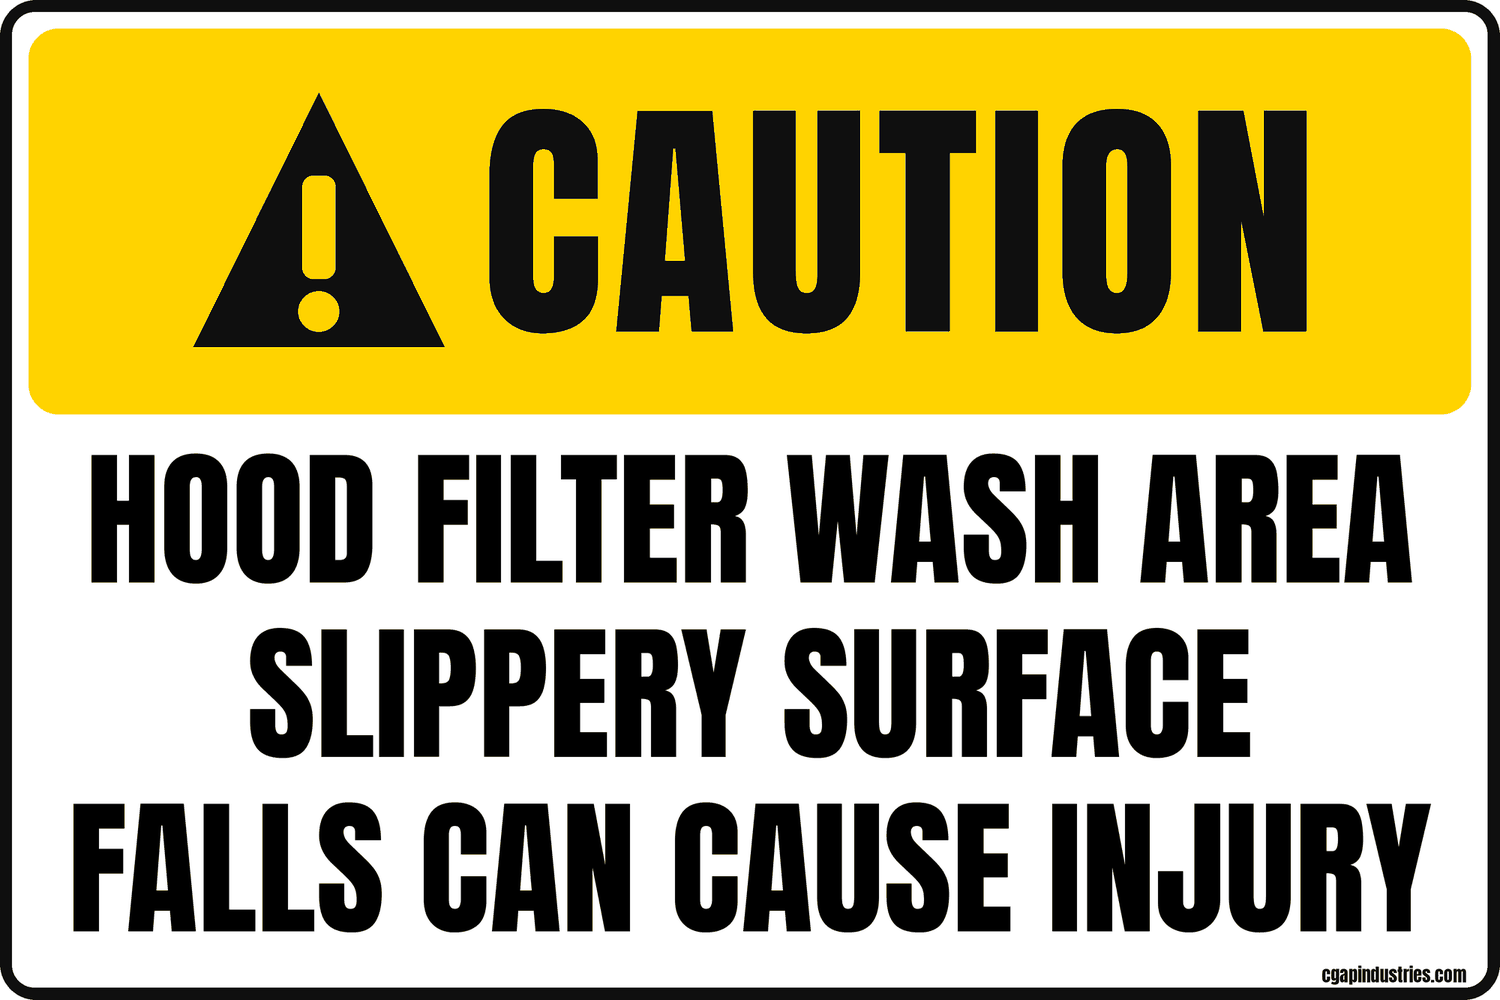 CAUTION
HOOD FILTER WASH AREA
SLIPPERY SURFACE
FALLS CAN CAUSE INJURY
cgapindustries.com